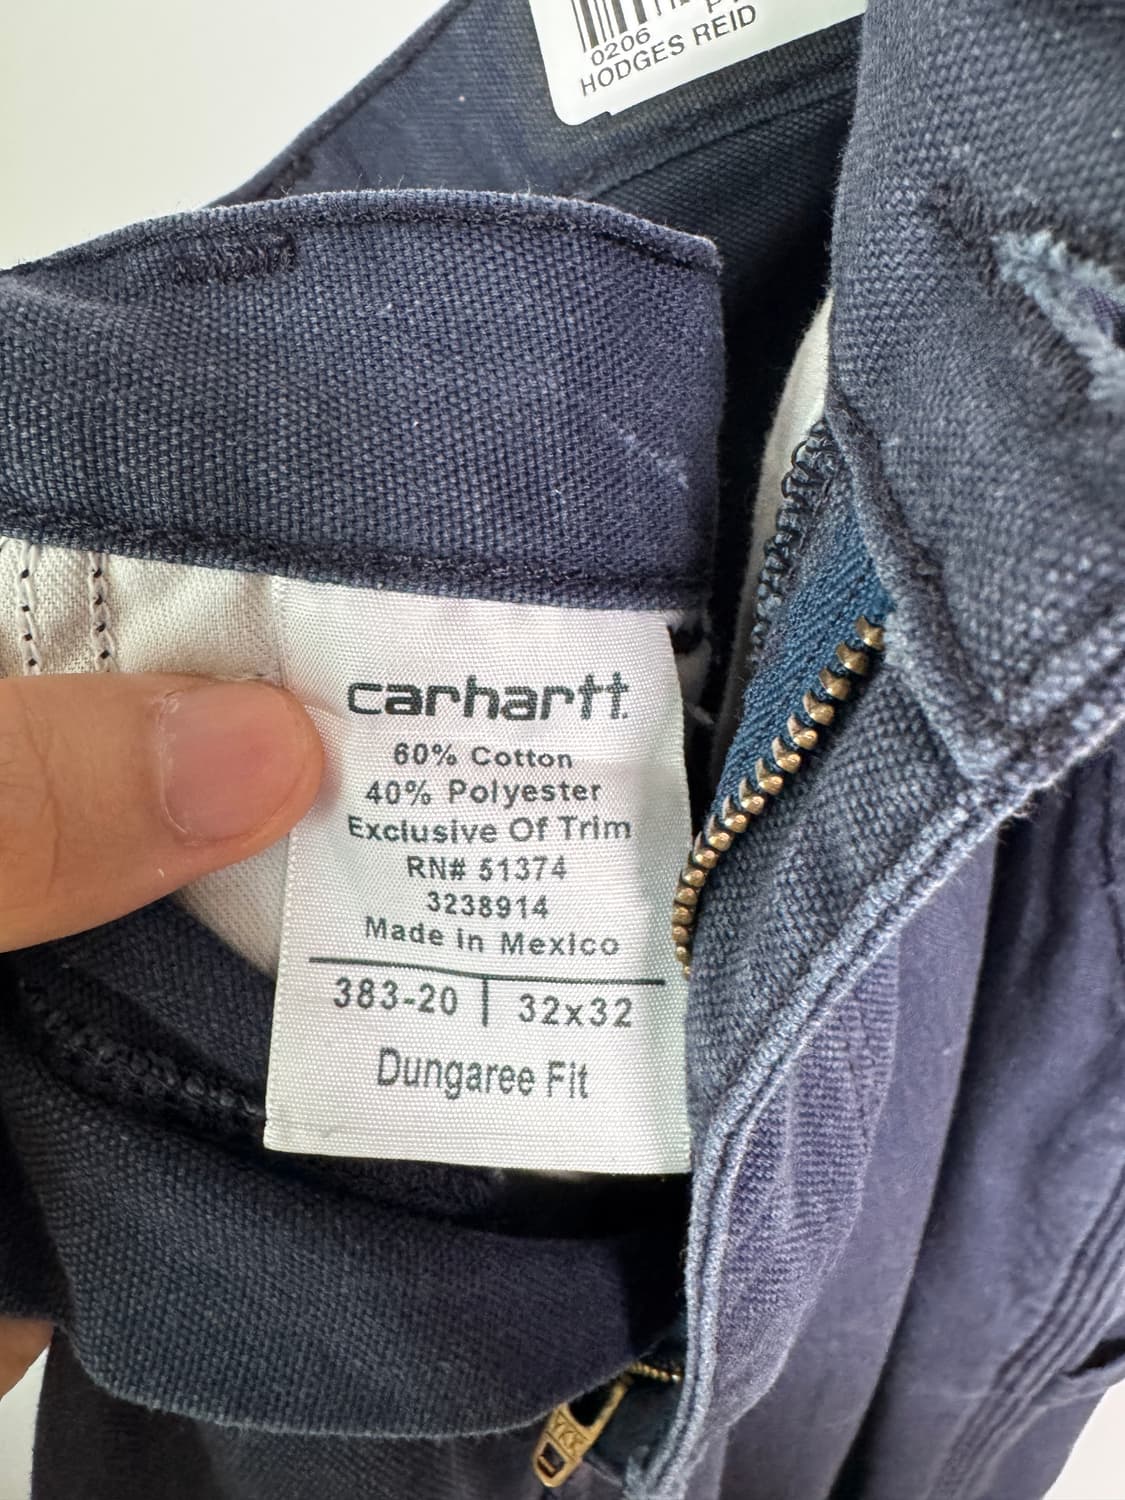 0206
HODGES REID
carhartt.
60% Cotton
40% Polyester
Exclusive Of Trim
RN# 51374
3238914
Made in Mexico
383-20 | 32x32
Dungaree Fit
YKK